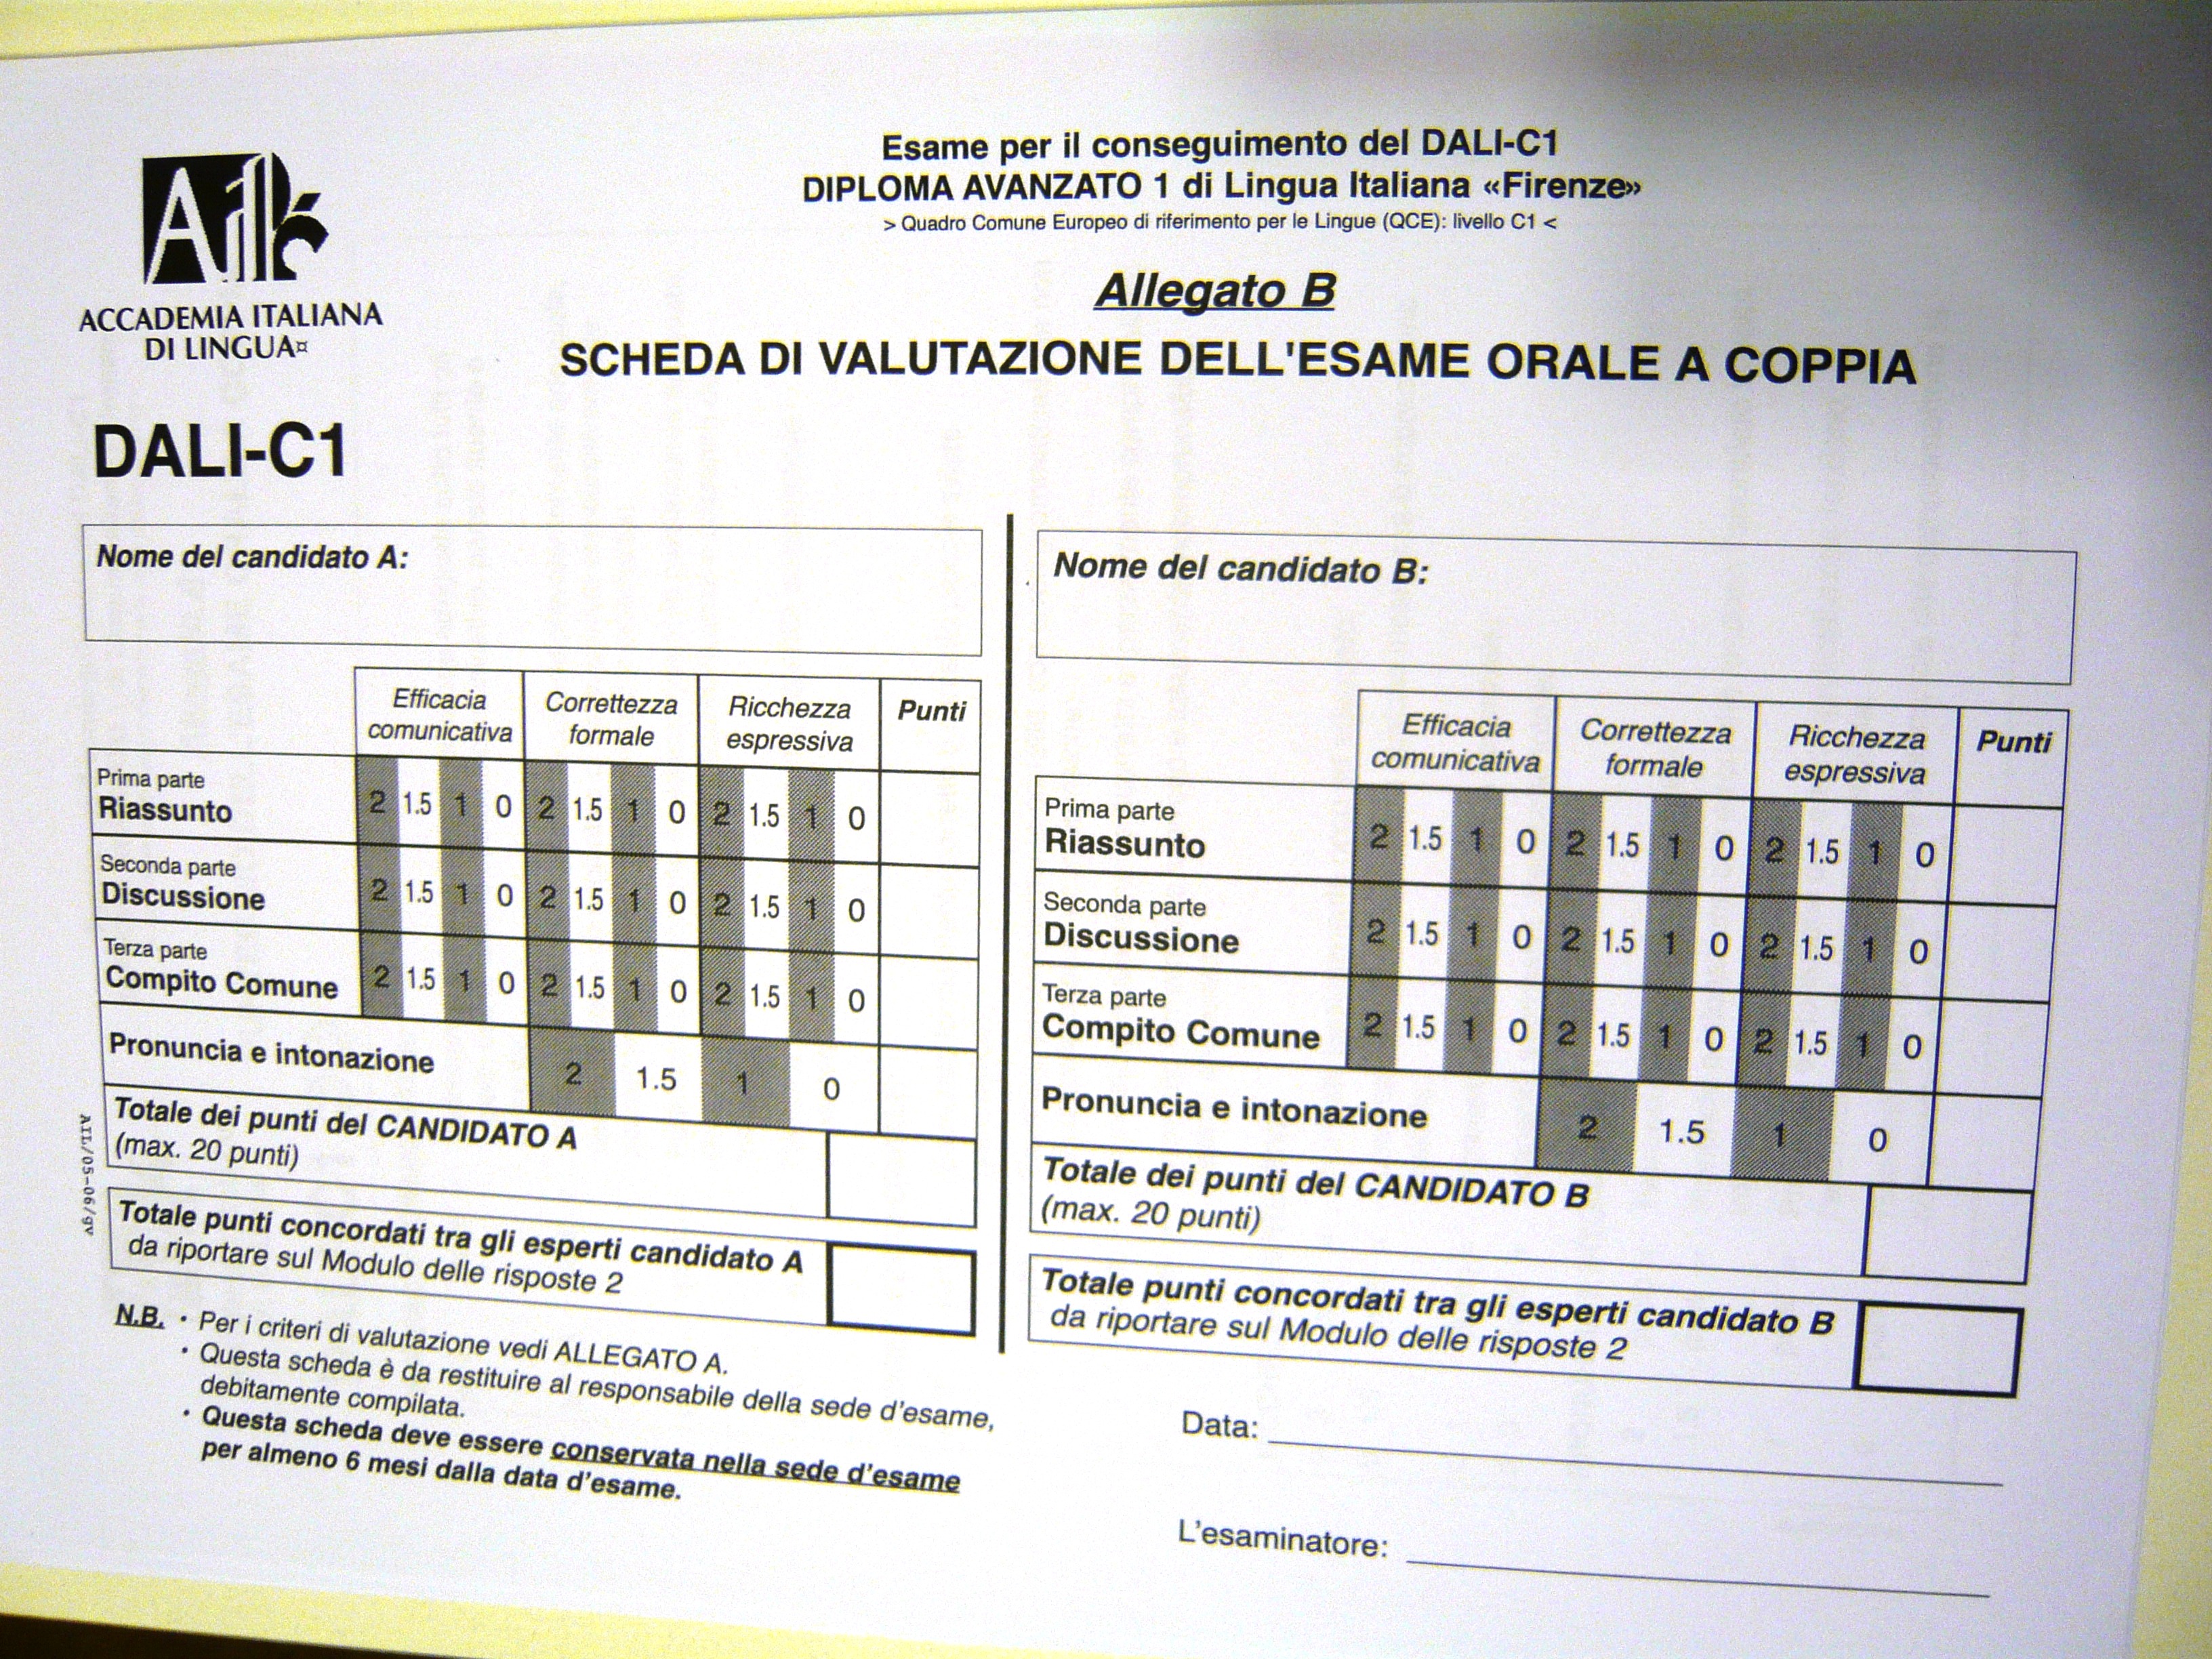 Ail
ACCADEMIA ITALIANA
DI LINGUA¤
Esame per il conseguimento del DALI-C1
DIPLOMA AVANZATO 1 di Lingua Italiana «Firenze»
> Quadro Comune Europeo di riferimento per le Lingue (QCE): livello C1 <
Allegato B
SCHEDA DI VALUTAZIONE DELL'ESAME ORALE A COPPIA
DALI-C1
Nome del candidato A:
Efficacia comunicativa Correttezza formale Ricchezza espressiva Punti
Prima parte
Riassunto 2 1.5 1 0 2 1.5 1 0 2 1.5 1 0
Seconda parte
Discussione 2 1.5 1 0 2 1.5 1 0 2 1.5 1 0
Terza parte
Compito Comune 2 1.5 1 0 2 1.5 1 0 2 1.5 1 0
Pronuncia e intonazione 2 1.5 1 0
Totale dei punti del CANDIDATO A
(max. 20 punti)
Totale punti concordati tra gli esperti candidato A
da riportare sul Modulo delle risposte 2
N.B. • Per i criteri di valutazione vedi ALLEGATO A.
• Questa scheda è da restituire al responsabile della sede d'esame,
debitamente compilata.
• Questa scheda deve essere conservata nella sede d'esame
per almeno 6 mesi dalla data d'esame.
AIL/05-06/gv
Nome del candidato B:
Efficacia comunicativa Correttezza formale Ricchezza espressiva Punti
Prima parte
Riassunto 2 1.5 1 0 2 1.5 1 0 2 1.5 1 0
Seconda parte
Discussione 2 1.5 1 0 2 1.5 1 0 2 1.5 1 0
Terza parte
Compito Comune 2 1.5 1 0 2 1.5 1 0 2 1.5 1 0
Pronuncia e intonazione 2 1.5 1 0
Totale dei punti del CANDIDATO B
(max. 20 punti)
Totale punti concordati tra gli esperti candidato B
da riportare sul Modulo delle risposte 2
Data:
L'esaminatore: